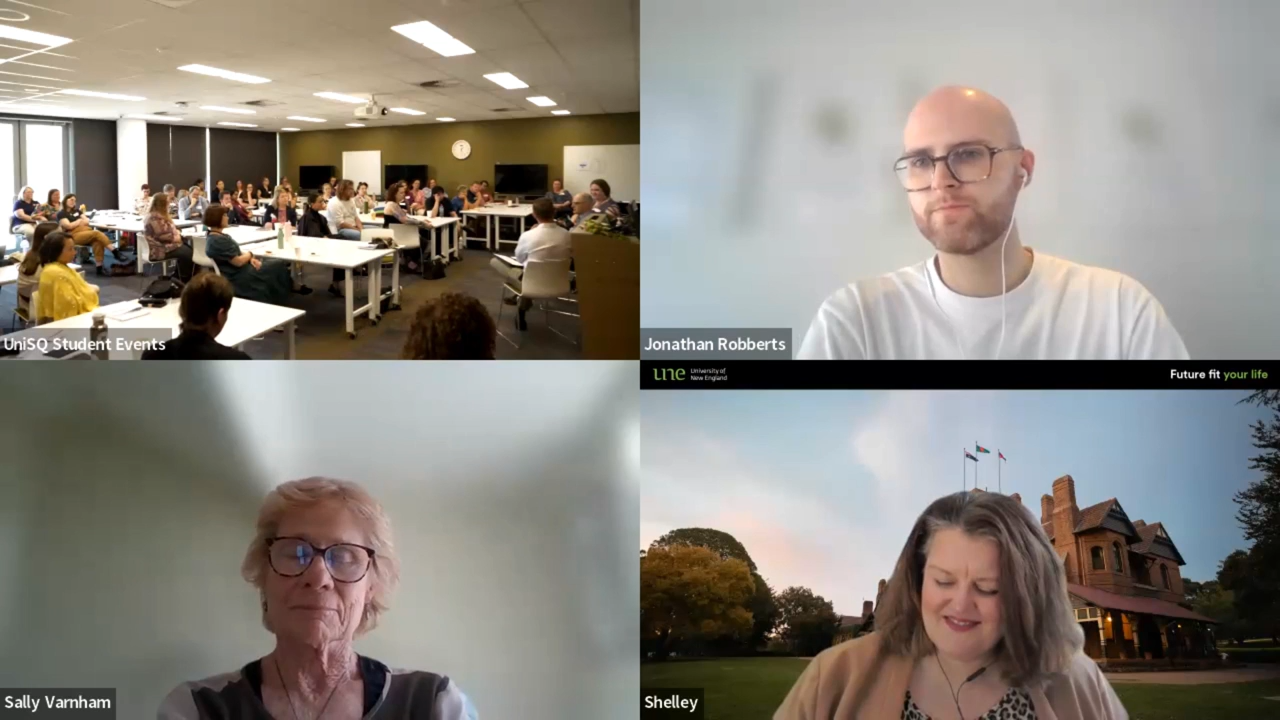 UniSQ Student Events
Jonathan Robberts
une University of
New England
Future fit your life
Sally Varnham
Shelley